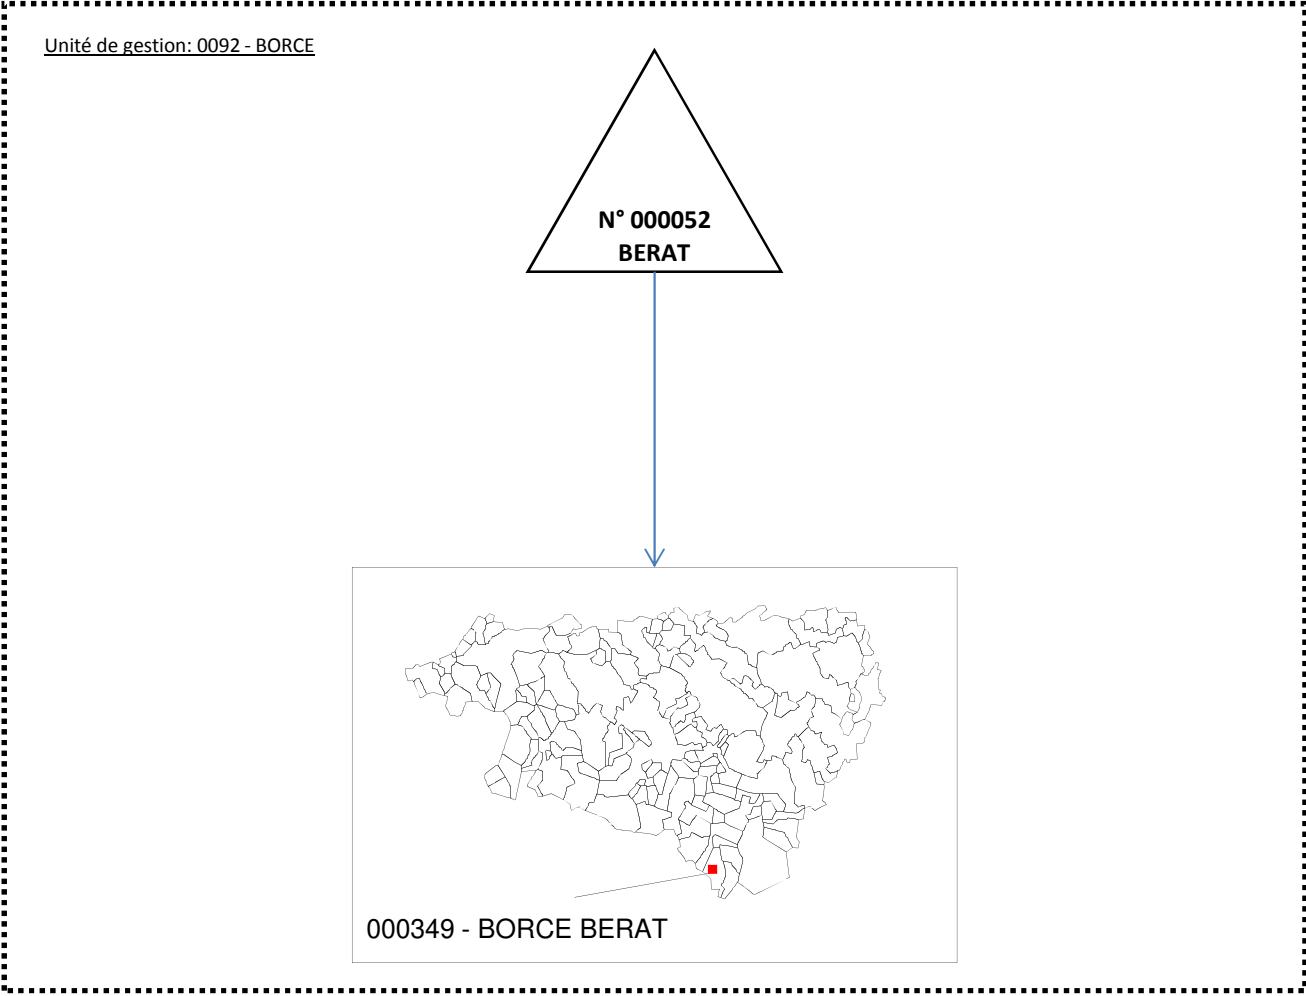 Unité de gestion: 0092 - BORCE
N° 000052
BERAT
000349 - BORCE BERAT